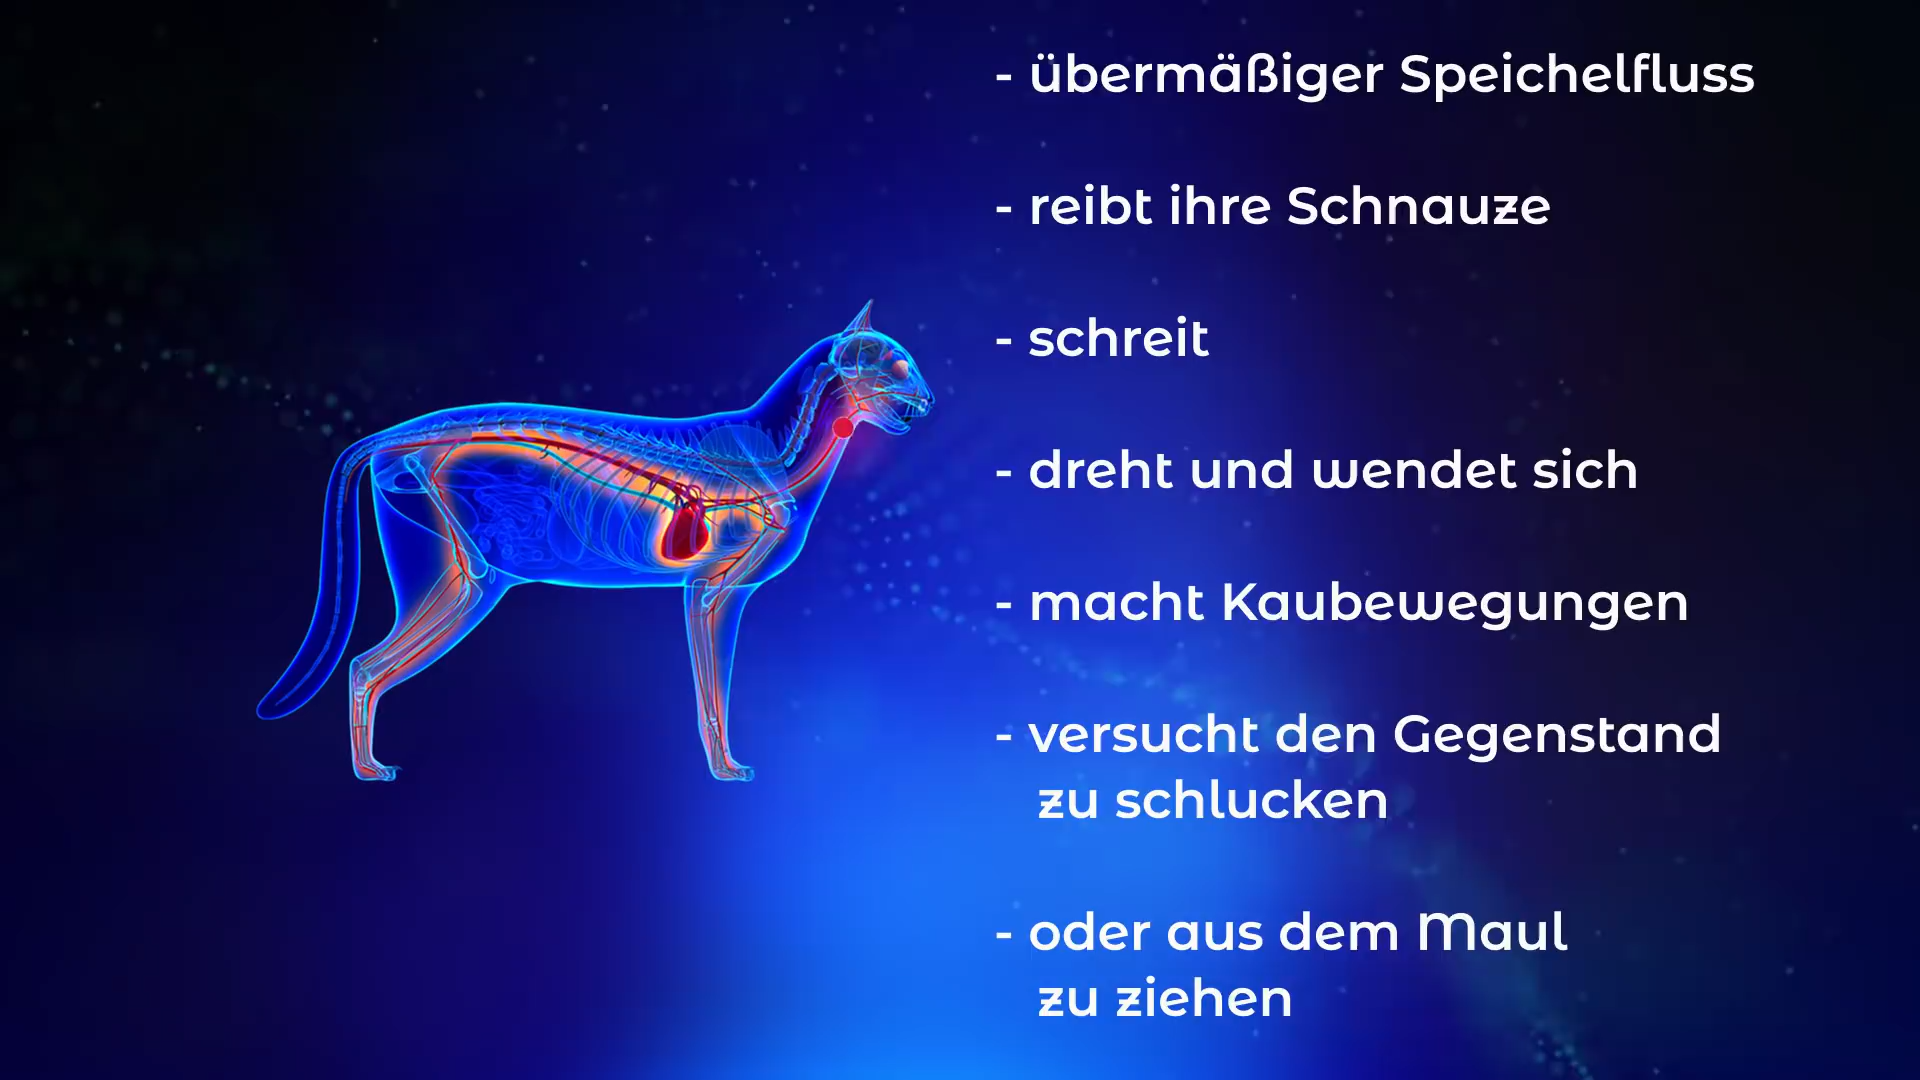 - übermäßiger Speichelfluss
- reibt ihre Schnauze
- schreit
- dreht und wendet sich
- macht Kaubewegungen
- versucht den Gegenstand
zu schlucken
- oder aus dem Maul
zu ziehen